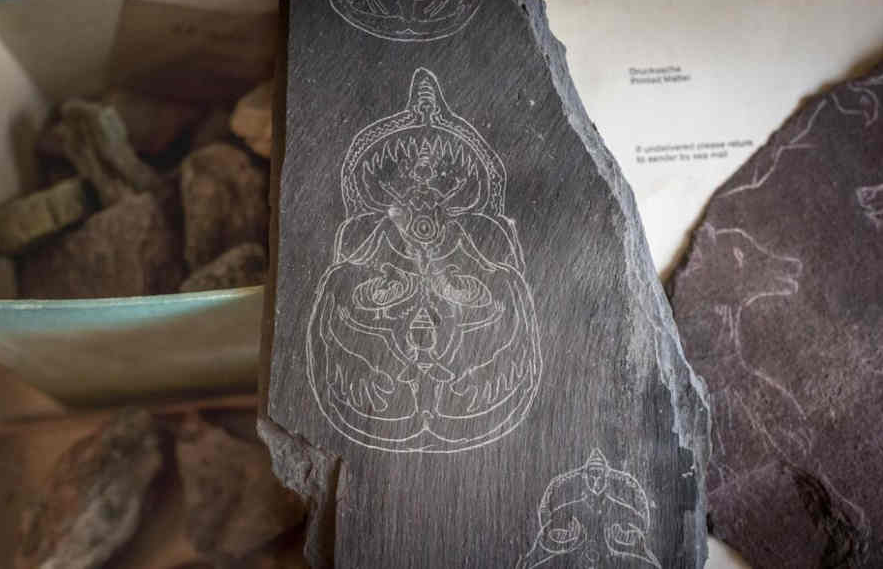 Drucksache
Printed Matter
If undelivered please return
to sender by sea mail